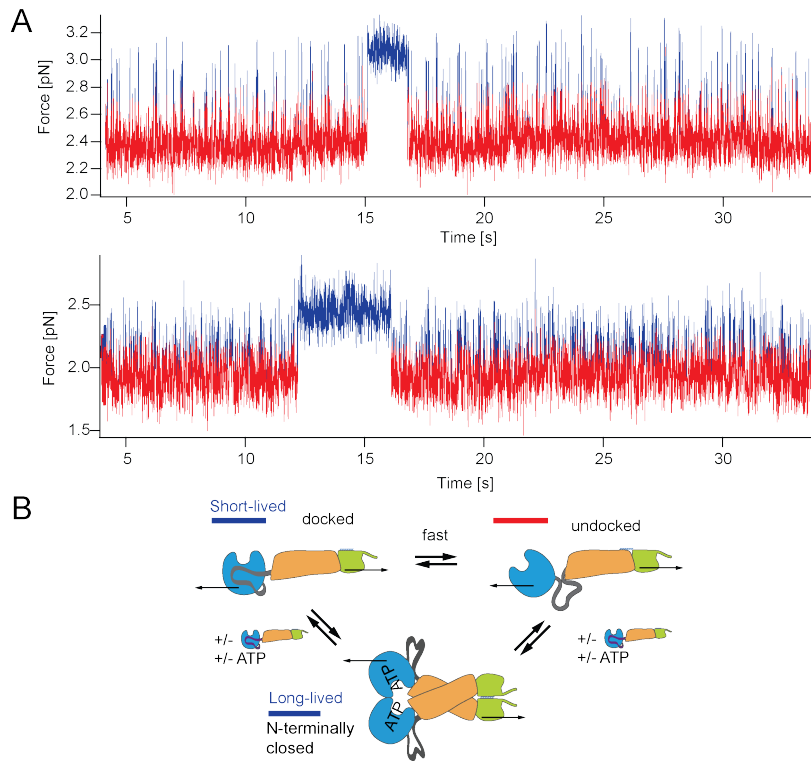 A
Force [pN]
3.2
3.0
2.8
2.6
2.4
2.2
2.0
5
10
15
20
25
30
Time [s]
Force [pN]
2.5
2.0
1.5
5
10
15
20
25
30
Time [s]
B
Short-lived
docked
fast
undocked
+/-
+/- ATP
+/-
+/- ATP
ATP
ATP
Long-lived
N-terminally
closed